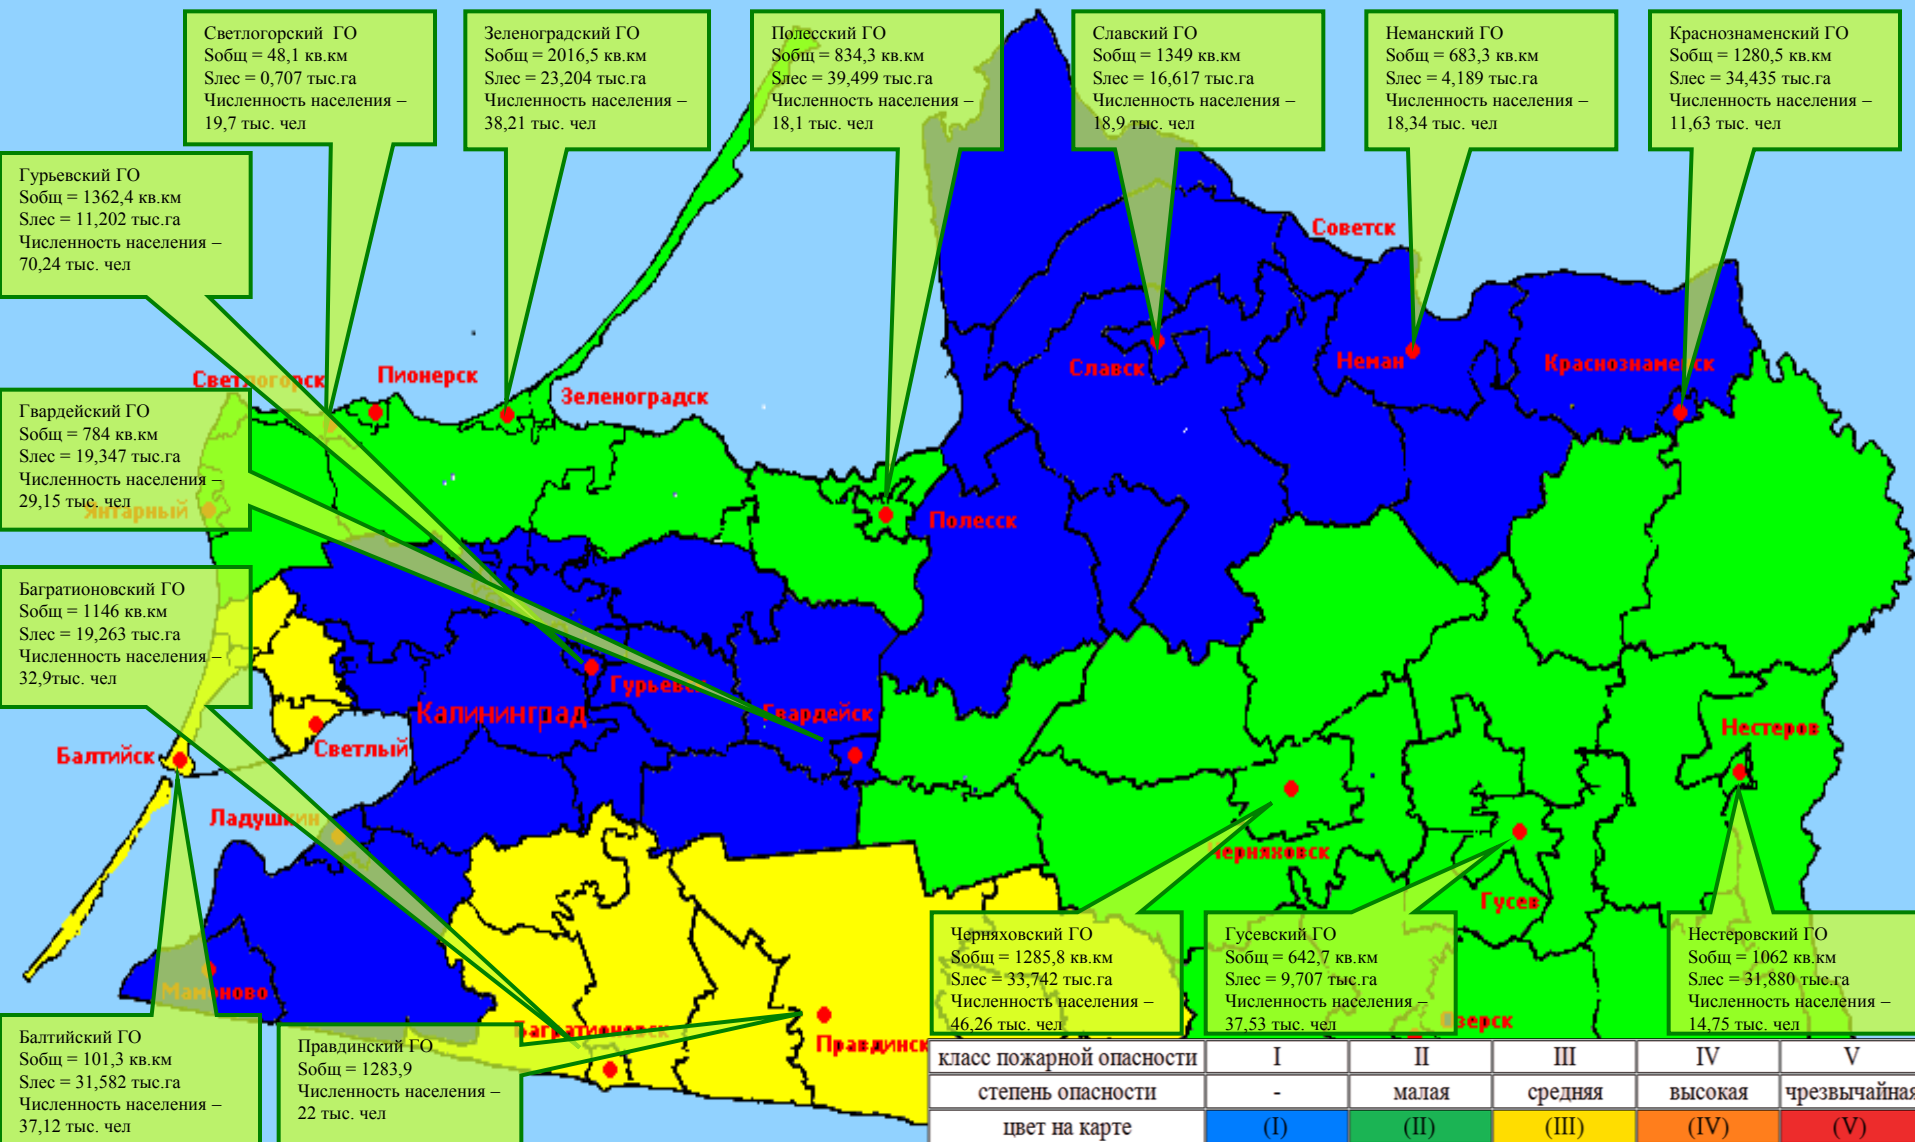 Светлогорский ГО
Sобщ = 48,1 кв.км
Sлес = 0,707 тыс.га
Численность населения –
19,7 тыс. чел
Зеленоградский ГО
Sобщ = 2016,5 кв.км
Sлес = 23,204 тыс.га
Численность населения –
38,21 тыс. чел
Полесский ГО
Sобщ = 834,3 кв.км
Sлес = 39,499 тыс.га
Численность населения –
18,1 тыс. чел
Славский ГО
Sобщ = 1349 кв.км
Sлес = 16,617 тыс.га
Численность населения –
18,9 тыс. чел
Неманский ГО
Sобщ = 683,3 кв.км
Sлес = 4,189 тыс.га
Численность населения –
18,34 тыс. чел
Краснознаменский ГО
Sобщ = 1280,5 кв.км
Sлес = 34,435 тыс.га
Численность населения –
11,63 тыс. чел
Гурьевский ГО
Sобщ = 1362,4 кв.км
Sлес = 11,202 тыс.га
Численность населения –
70,24 тыс. чел
Советск
Славск
Неман
Краснознаменск
Светлогорск
Пионерск
Зеленоградск
Гвардейский ГО
Sобщ = 784 кв.км
Sлес = 19,347 тыс.га
Численность населения –
29,15 тыс. чел
Янтарный
Полесск
Багратионовский ГО
Sобщ = 1146 кв.км
Sлес = 19,263 тыс.га
Численность населения –
32,9тыс. чел
Гурьевск
Калининград
Гвардейск
Нестеров
Балтийск
Светлый
Ладушкин
Черняховск
Гусев
Мамоново
Багратионовск
Правдинск
Озерск
Черняховский ГО
Sобщ = 1285,8 кв.км
Sлес = 33,742 тыс.га
Численность населения –
46,26 тыс. чел
Гусевский ГО
Sобщ = 642,7 кв.км
Sлес = 9,707 тыс.га
Численность населения –
37,53 тыс. чел
Нестеровский ГО
Sобщ = 1062 кв.км
Sлес = 31,880 тыс.га
Численность населения –
14,75 тыс. чел
Балтийский ГО
Sобщ = 101,3 кв.км
Sлес = 31,582 тыс.га
Численность населения –
37,12 тыс. чел
Правдинский ГО
Sобщ = 1283,9
Численность населения –
22 тыс. чел
класс пожарной опасности I II III IV V
степень опасности - малая средняя высокая чрезвычайная
цвет на карте (I) (II) (III) (IV) (V)